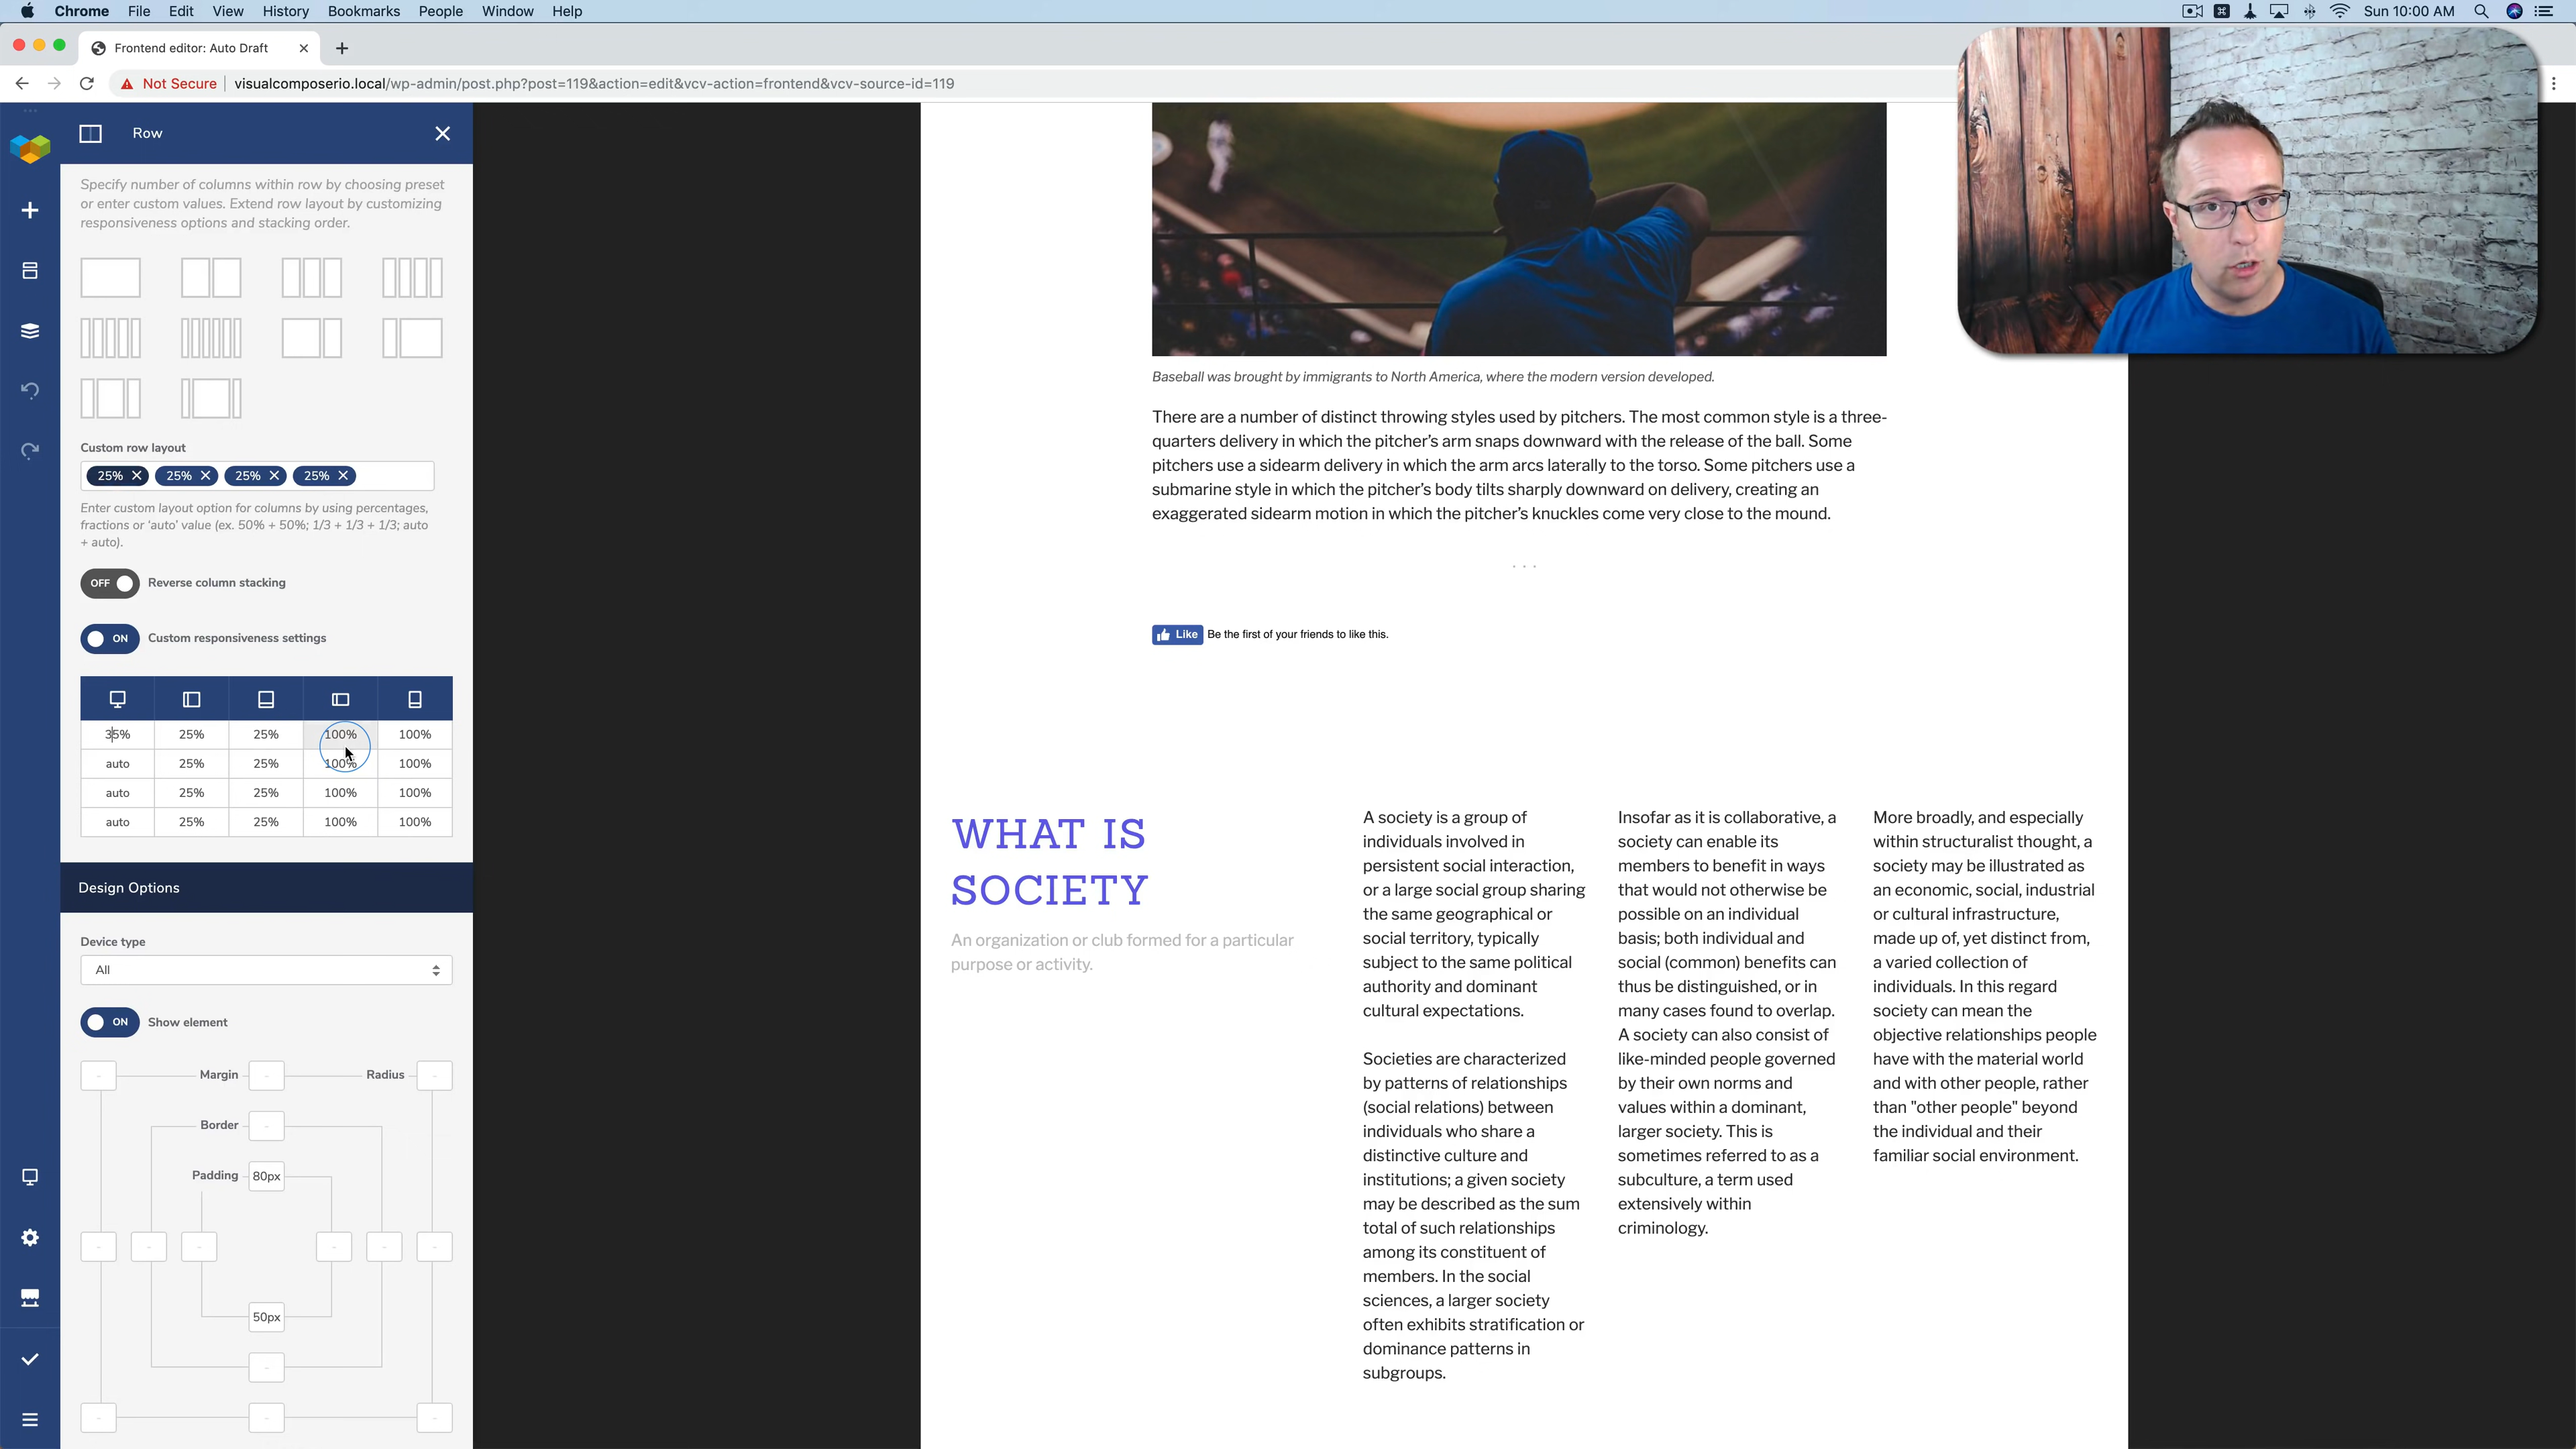 Chrome File Edit View History Bookmarks People Window Help
Sun 10:00 AM
Frontend editor: Auto Draft
Not Secure visualcomposerio.local/wp-admin/post.php?post=119&action=edit&vcv-action=frontend&vcv-source-id=119
Row
Specify number of columns within row by choosing preset
or enter custom values. Extend row layout by customizing
responsiveness options and stacking order.
Custom row layout
25% 25% 25% 25%
Enter custom layout option for columns by using percentages,
fractions or ‘auto’ value (ex. 50% + 50%; 1/3 + 1/3 + 1/3; auto
+ auto).
OFF Reverse column stacking
ON Custom responsiveness settings
35% 25% 25% 100% 100%
auto 25% 25% 100% 100%
auto 25% 25% 100% 100%
auto 25% 25% 100% 100%
Design Options
Device type
All
ON Show element
Margin - Radius -
Border -
Padding 80px
50px
Baseball was brought by immigrants to North America, where the modern version developed.
There are a number of distinct throwing styles used by pitchers. The most common style is a three-
quarters delivery in which the pitcher’s arm snaps downward with the release of the ball. Some
pitchers use a sidearm delivery in which the arm arcs laterally to the torso. Some pitchers use a
submarine style in which the pitcher’s body tilts sharply downward on delivery, creating an
exaggerated sidearm motion in which the pitcher’s knuckles come very close to the mound.
...
Like Be the first of your friends to like this.
WHAT IS
SOCIETY
An organization or club formed for a particular
purpose or activity.
A society is a group of
individuals involved in
persistent social interaction,
or a large social group sharing
the same geographical or
social territory, typically
subject to the same political
authority and dominant
cultural expectations.
Societies are characterized
by patterns of relationships
(social relations) between
individuals who share a
distinctive culture and
institutions; a given society
may be described as the sum
total of such relationships
among its constituent of
members. In the social
sciences, a larger society
often exhibits stratification or
dominance patterns in
subgroups.
Insofar as it is collaborative, a
society can enable its
members to benefit in ways
that would not otherwise be
possible on an individual
basis; both individual and
social (common) benefits can
thus be distinguished, or in
many cases found to overlap.
A society can also consist of
like-minded people governed
by their own norms and
values within a dominant,
larger society. This is
sometimes referred to as a
subculture, a term used
extensively within
criminology.
More broadly, and especially
within structuralist thought, a
society may be illustrated as
an economic, social, industrial
or cultural infrastructure,
made up of, yet distinct from,
a varied collection of
individuals. In this regard
society can mean the
objective relationships people
have with the material world
and with other people, rather
than "other people" beyond
the individual and their
familiar social environment.